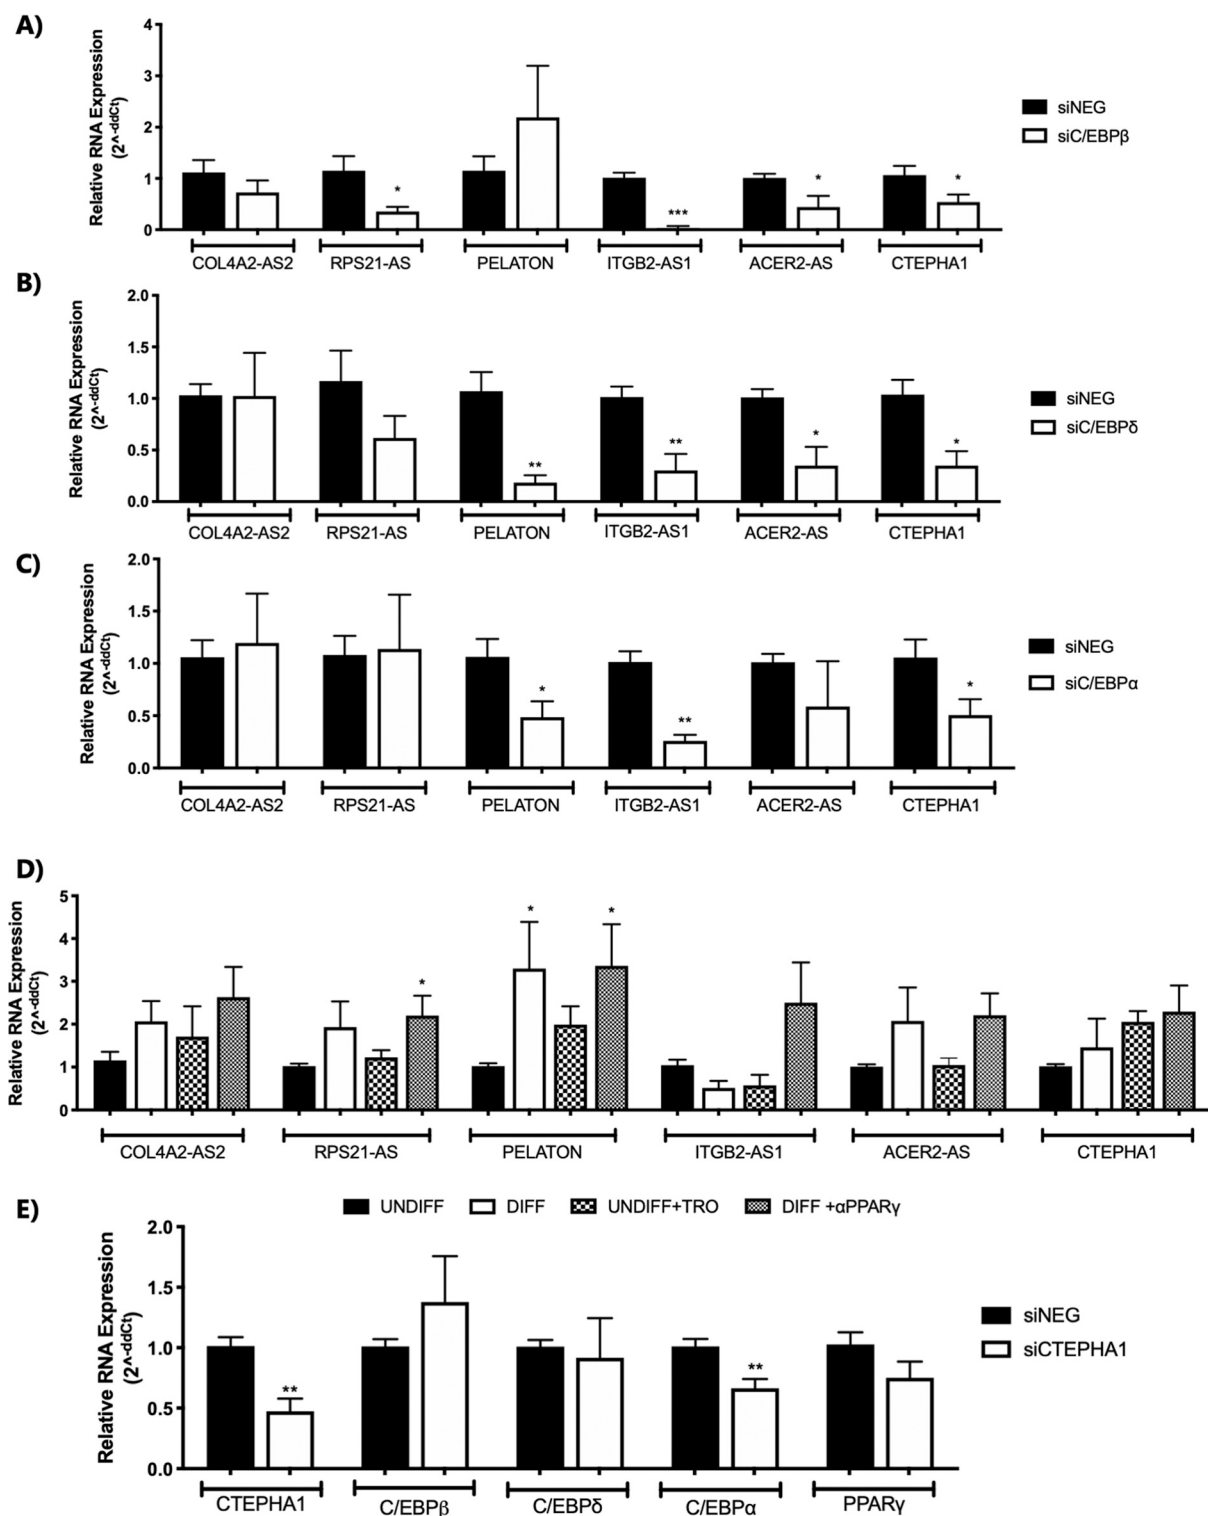 A)
Relative RNA Expression
(2^-ddCt)
4
3
2
1
0
*
***
*
*
siNEG
siC/EBPβ
COL4A2-AS2 RPS21-AS PELATON ITGB2-AS1 ACER2-AS CTEPHA1
B)
Relative RNA Expression
(2^-ddCt)
2.0
1.5
1.0
0.5
0.0
**
**
*
*
siNEG
siC/EBPδ
COL4A2-AS2 RPS21-AS PELATON ITGB2-AS1 ACER2-AS CTEPHA1
C)
Relative RNA Expression
(2^-ddCt)
2.0
1.5
1.0
0.5
0.0
*
**
*
siNEG
siC/EBPα
COL4A2-AS2 RPS21-AS PELATON ITGB2-AS1 ACER2-AS CTEPHA1
D)
Relative RNA Expression
(2^-ddCt)
5
4
3
2
1
0
*
*
*
COL4A2-AS2 RPS21-AS PELATON ITGB2-AS1 ACER2-AS CTEPHA1
UNDIFF DIFF UNDIFF+TRO DIFF +αPPARγ
E)
Relative RNA Expression
(2^-ddCt)
2.0
1.5
1.0
0.5
0.0
**
**
siNEG
siCTEPHA1
CTEPHA1 C/EBPβ C/EBPδ C/EBPα PPARγ